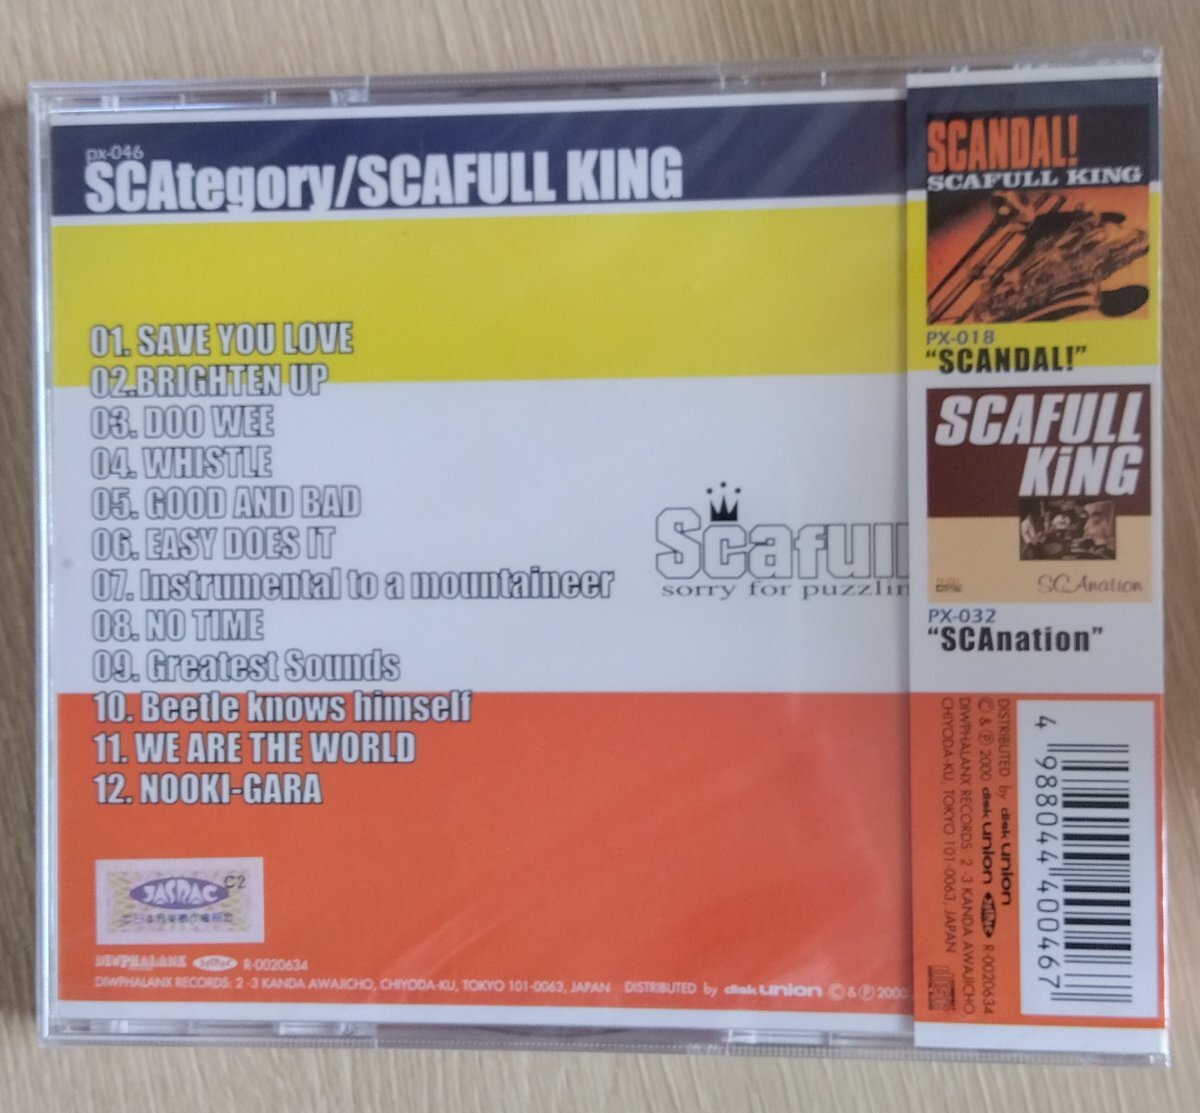 px-046
SCAtegory/SCAFULL KING
01. SAVE YOU LOVE
02.BRIGHTEN UP
03. DOO WEE
04. WHISTLE
05. GOOD AND BAD
06. EASY DOES IT
07. Instrumental to a mountaineer
08. NO TIME
09. Greatest Sounds
10. Beetle knows himself
11. WE ARE THE WORLD
12. NOOKI-GARA
Scafull
sorry for puzzlin
JASRAC
C2
DIWPHALANX
JASRAC
R-0020634
DIWPHALANX RECORDS: 2 -3 KANDA AWAJICHO, CHIYODA-KU, TOKYO 101-0063, JAPAN DISTRIBUTED by disk union © & ℗ 2000
SCANDAL!
SCAFULL KING
PX-018
“SCANDAL!”
SCAFULL
KiNG
SCAnation
PX-032
“SCAnation”
4 988044 400467
DISTRIBUTED by disk union
© & ℗ 2000 disk union JASRAC R-0020634
DIWPHALANX RECORDS: 2 -3 KANDA AWAJICHO,
CHIYODA-KU, TOKYO 101-0063, JAPAN